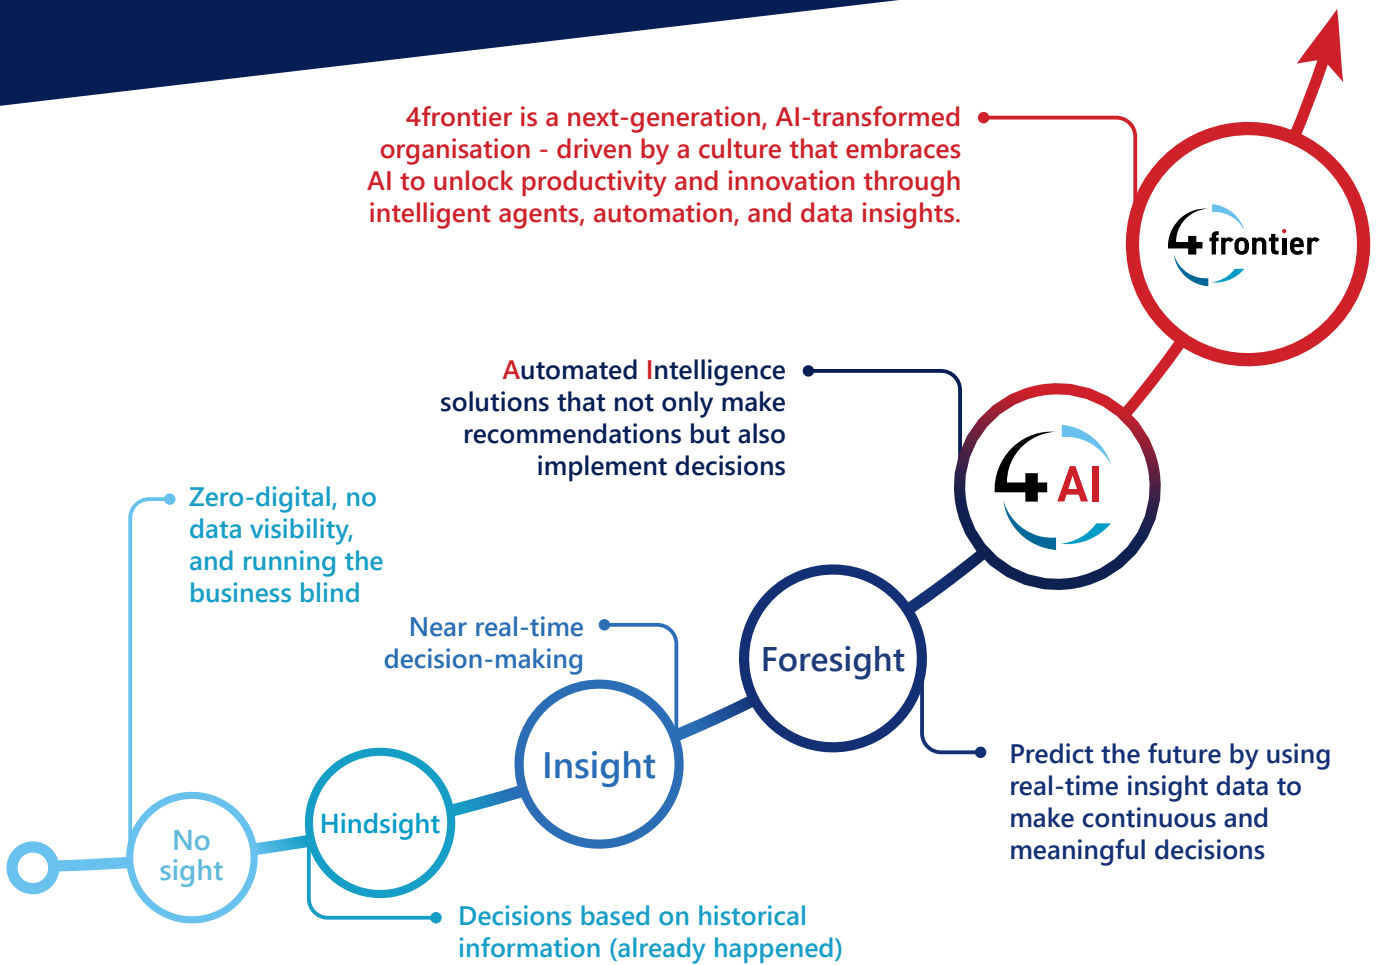 4frontier is a next-generation, AI-transformed
organisation - driven by a culture that embraces
AI to unlock productivity and innovation through
intelligent agents, automation, and data insights.
4 frontier
Automated Intelligence
solutions that not only make
recommendations but also
implement decisions
4 AI
Zero-digital, no
data visibility,
and running the
business blind
Near real-time
decision-making
Foresight
Insight
Predict the future by using
real-time insight data to
make continuous and
meaningful decisions
Hindsight
No
sight
Decisions based on historical
information (already happened)